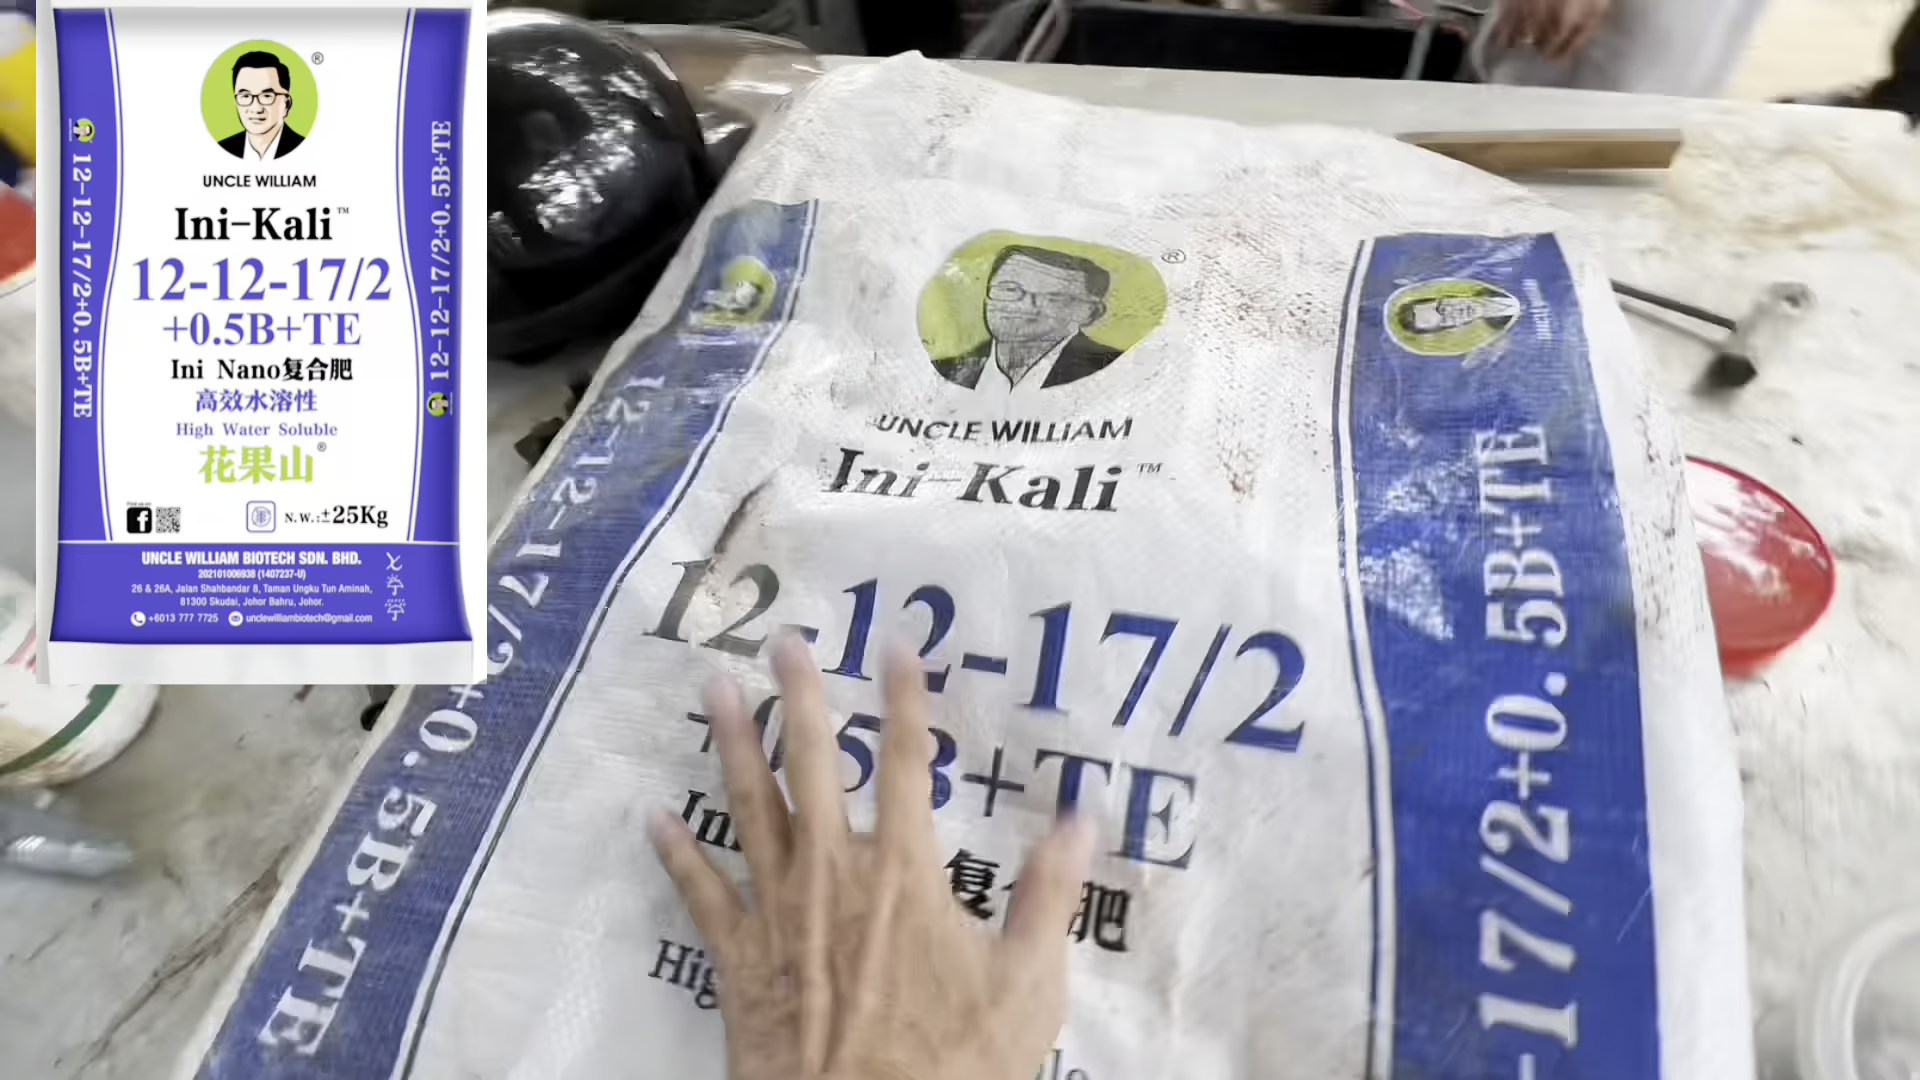 ®
UNCLE WILLIAM
Ini-Kali™
12-12-17/2
+0.5B+TE
Ini Nano复合肥
高效水溶性
High Water Soluble
花果山®
N.W.:±25Kg
UNCLE WILLIAM BIOTECH SDN. BHD.
202101006938 (1407237-U)
26 & 26A, Jalan Shahbandar 8, Taman Ungku Tun Aminah,
81300 Skudai, Johor Bahru, Johor.
+6013 777 7725 unclewilliambiotech@gmail.com
12-12-17/2+0.5B+TE
12-12-17/2+0.5B+TE
®
UNCLE WILLIAM
Ini-Kali™
12-12-17/2
+0.5B+TE
复合肥
12-12-17/2+0.5B+TE
-17/2+0.5B+TE